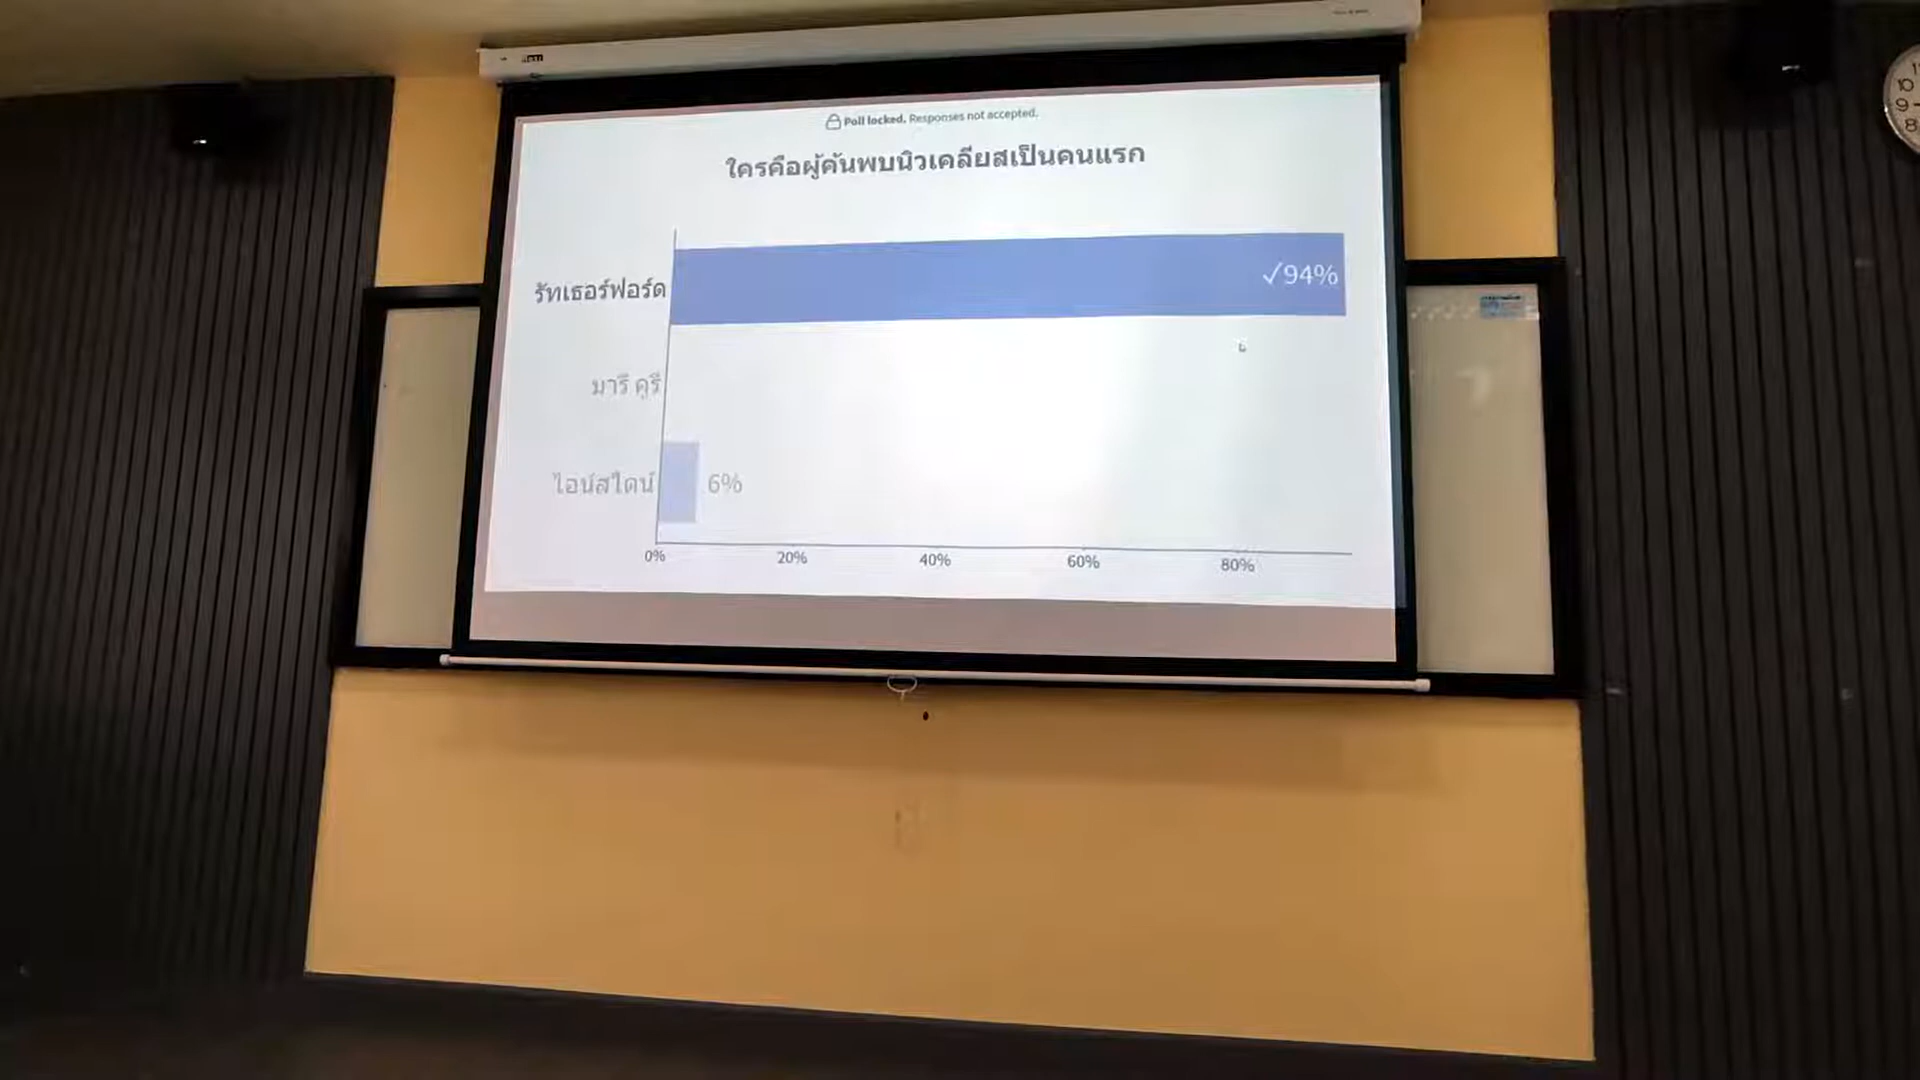 Poll locked. Responses not accepted.
ใครคือผู้ค้นพบนิวเคลียสเป็นคนแรก
รัทเธอร์ฟอร์ด
✓94%
มารี คูรี
ไอน์สไตน์
6%
0% 20% 40% 60% 80%
10
9
8